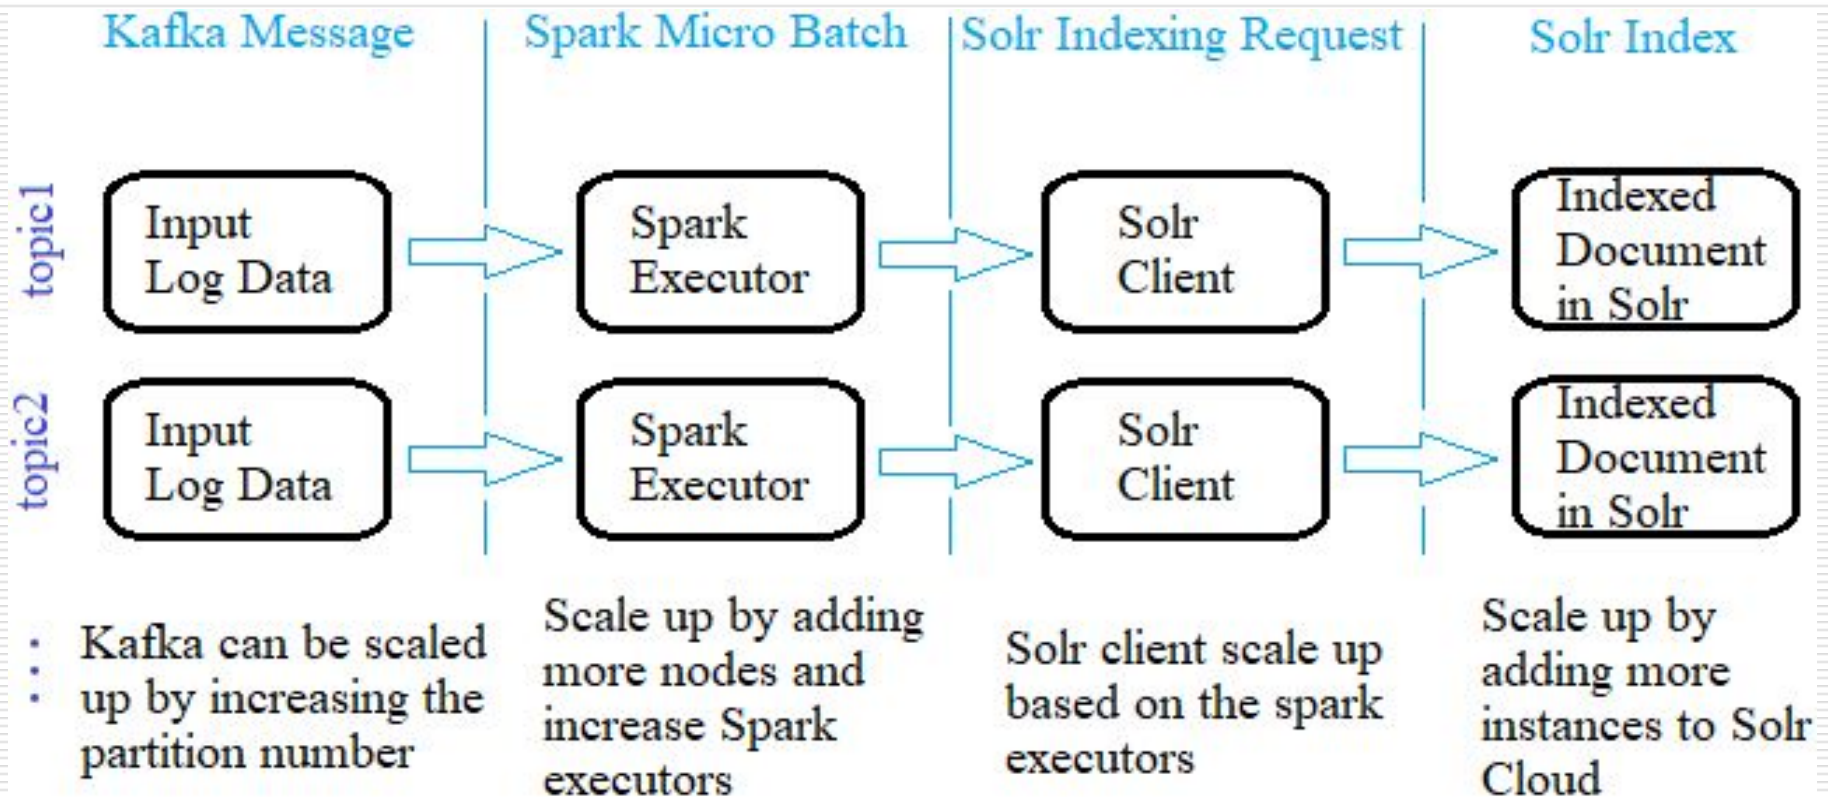 Kafka Message
Spark Micro Batch
Solr Indexing Request
Solr Index
topic1
Input
Log Data
Spark
Executor
Solr
Client
Indexed
Document
in Solr
topic2
Input
Log Data
Spark
Executor
Solr
Client
Indexed
Document
in Solr
...
Kafka can be scaled
up by increasing the
partition number
Scale up by adding
more nodes and
increase Spark
executors
Solr client scale up
based on the spark
executors
Scale up by
adding more
instances to Solr
Cloud